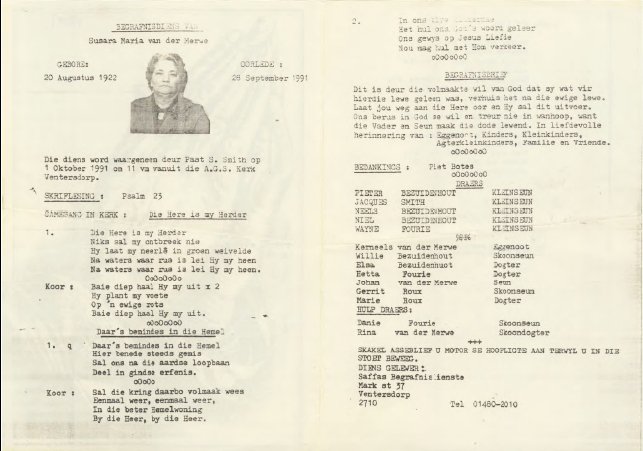 BEGRAFNISDIENS VAN
Susara Maria van der Merwe
GEBORE:
20 Augustus 1922
OORLEDE :
28 September 1991
Die diens word waargeneem deur Past S. Smith op
1 Oktober 1991 om 11 vm vanuit die A.G.S. Kerk
Ventersdorp.
SKRIFLESING : Psalm 23
SAMESANG IN KERK : Die Here is my Herder
1. Die Here is my Herder
Niks sal my ontbreek nie
Hy laat my neerlê in groen weivelde
Na waters waar rus is lei Hy my heen
Na waters waar rus is lei Hy my heen.
oOoOoOoO
Koor : Baie diep haal Hy my uit x 2
Hy plant my voete
Op 'n ewige rots
Baie diep haal Hy my uit.
oOoOoOoO
Daar's bemindes in die Hemel
1. q Daar's bemindes in die Hemel
Hier benede steeds gemis
Sal ons na die aardse loopbaan
Deel in gindse erfenis.
oOoOo
Koor : Sal die kring daarbo volmaak wees
Eenmaal weer, eenmaal weer,
In die beter Hemelwoning
By die Heer, by die Heer.
2. In ons
Het hul ons God's woord geleer
Ons gewys op Jesus Liefie
Nou mag hul met Hom verkeer.
oOoOoOoO
BEGRAFNISBRIEF
Dit is deur die volmaakte wil van God dat sy wat vir
hierdie lewe geleen was, verhuis het na die ewige lewe.
Laat jou weg aan die Here oor en Hy sal dit uitvoer.
Ons berus in God se wil en treur nie in wanhoop, want
die Vader en Seun maak die dode lewend. In liefdevolle
herinnering van : Eggenoot, Kinders, Kleinkinders,
Agterkleinkinders, Familie en Vriende.
oOoOoOoO
BEDANKINGS : Piet Botes
oOoOoOoO
DRAERS
PIETER BEZUIDENHOUT KLEINSEUN
JACQUES SMITH KLEINSEUN
NEELS BEZUIDENHOUT KLEINSEUN
NIEL BEZUIDENHOUT KLEINSEUN
WAYNE FOURIE KLEINSEUN
Kerneels van der Merwe Eggenoot
Willie Bezuidenhout Skoonseun
Elsa Bezuidenhuot Dogter
Hetta Fourie Dogter
Johan van der Merwe Seun
Gerrit Roux Skoonseun
Marie Roux Dogter
HULP DRAERS:
Danie Fourie Skoonseun
Rina van der Merwe Skoondogter
+++
SKAKEL ASSEBLIEF U MOTOR SE HOOFLIGTE AAN TERWYL U IN DIE
STOET BEWEEG.
DIENS GELEWER :
Saffas Begrafnisdienste
Mark st 37
Ventersdorp
2710 Tel 01480-2010